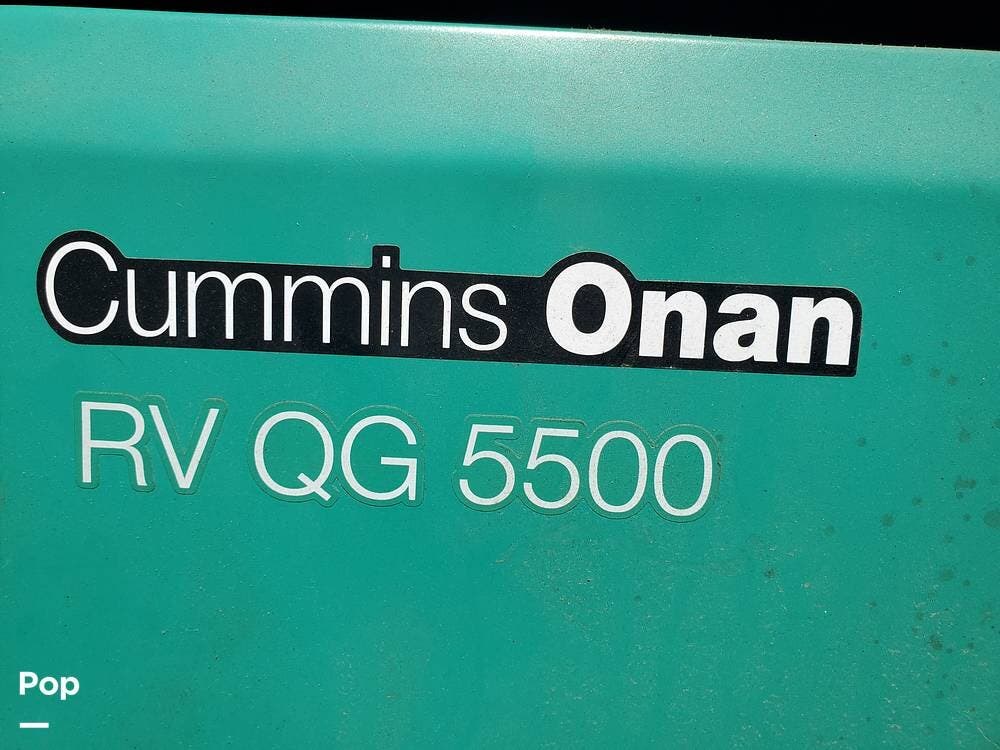 Cummins Onan
RV QG 5500
Pop